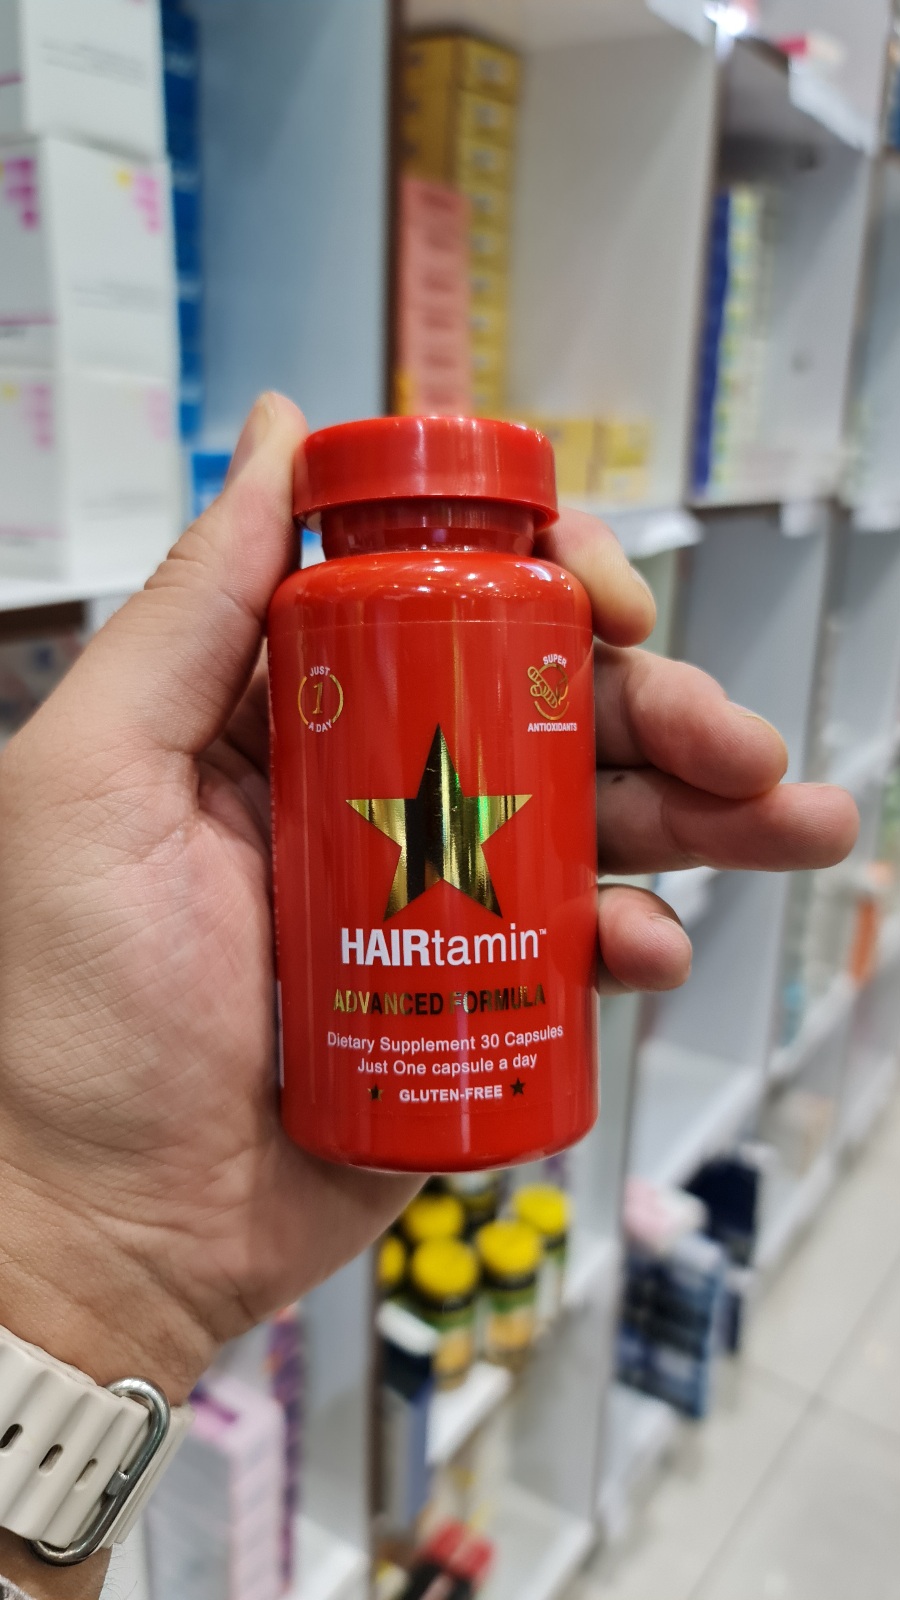 JUST
1
A DAY
SUPER
ANTIOXIDANTS
HAIRtamin™
ADVANCED FORMULA
Dietary Supplement 30 Capsules
Just One capsule a day
GLUTEN-FREE